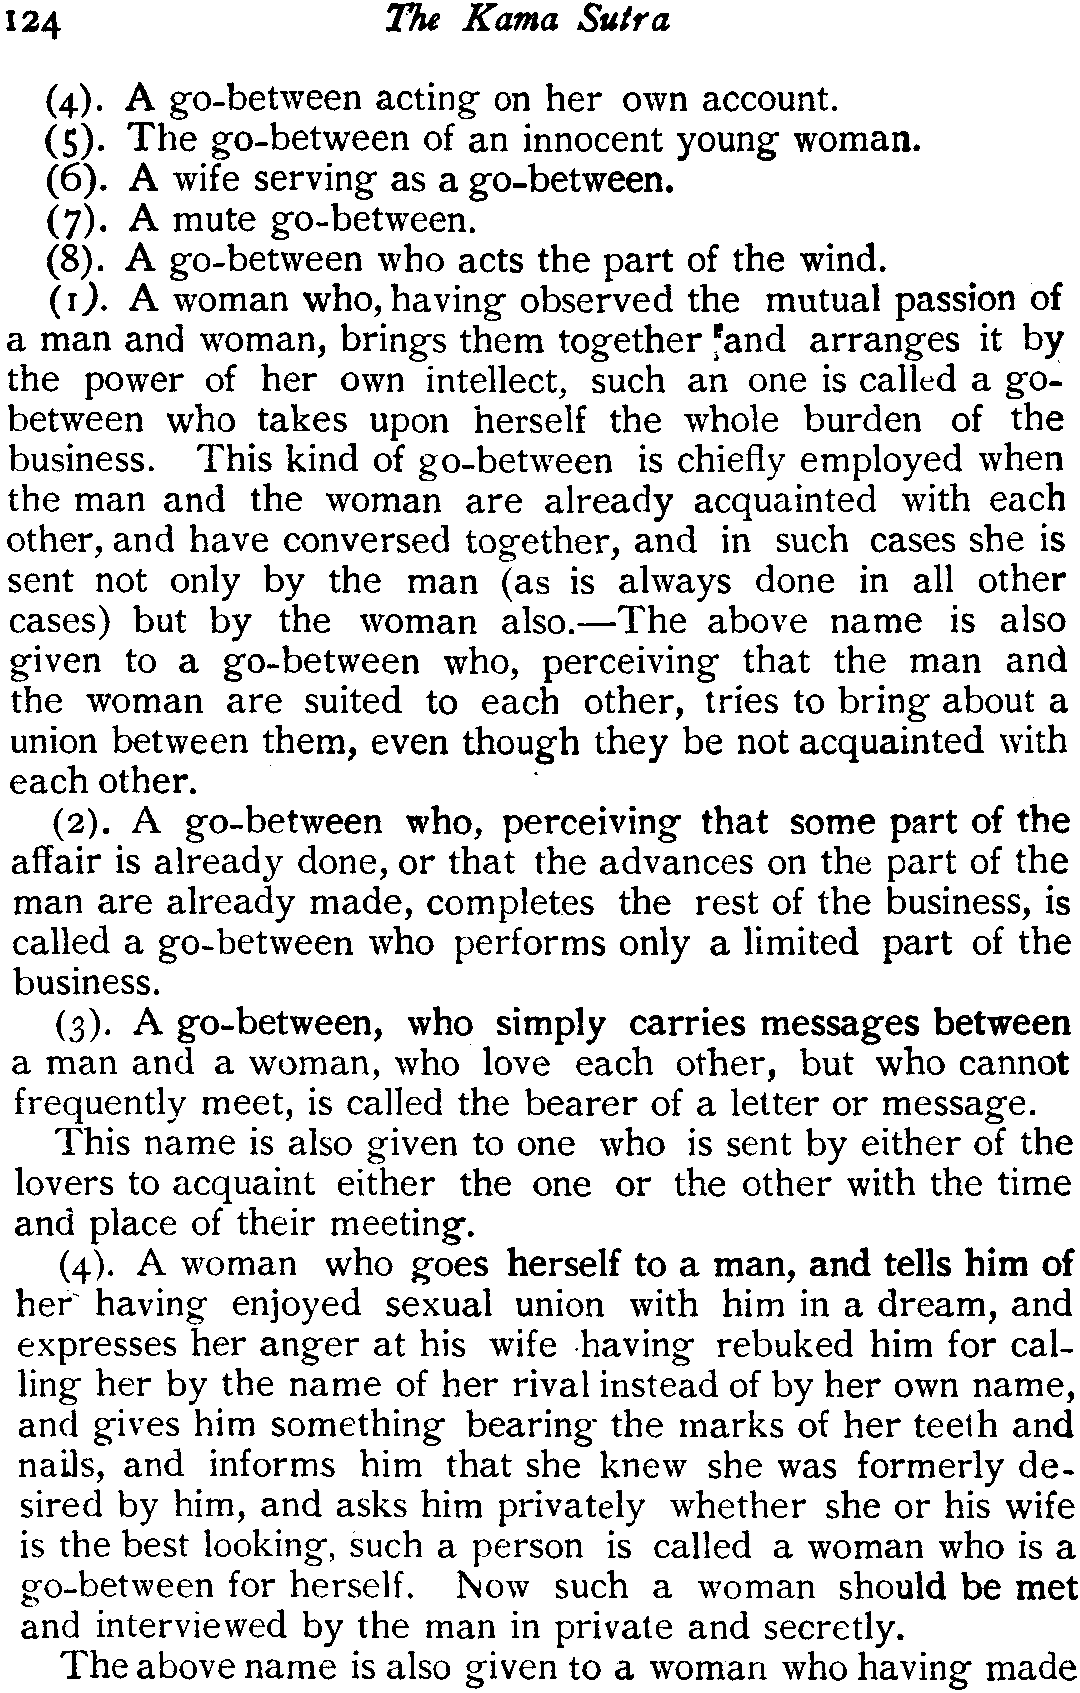 124 The Kama Sutra
(4). A go-between acting on her own account.
(5). The go-between of an innocent young woman.
(6). A wife serving as a go-between.
(7). A mute go-between.
(8). A go-between who acts the part of the wind.
(1). A woman who, having observed the mutual passion of
a man and woman, brings them together and arranges it by
the power of her own intellect, such an one is called a go-
between who takes upon herself the whole burden of the
business. This kind of go-between is chiefly employed when
the man and the woman are already acquainted with each
other, and have conversed together, and in such cases she is
sent not only by the man (as is always done in all other
cases) but by the woman also.—The above name is also
given to a go-between who, perceiving that the man and
the woman are suited to each other, tries to bring about a
union between them, even though they be not acquainted with
each other.
(2). A go-between who, perceiving that some part of the
affair is already done, or that the advances on the part of the
man are already made, completes the rest of the business, is
called a go-between who performs only a limited part of the
business.
(3). A go-between, who simply carries messages between
a man and a woman, who love each other, but who cannot
frequently meet, is called the bearer of a letter or message.
This name is also given to one who is sent by either of the
lovers to acquaint either the one or the other with the time
and place of their meeting.
(4). A woman who goes herself to a man, and tells him of
her having enjoyed sexual union with him in a dream, and
expresses her anger at his wife having rebuked him for cal-
ling her by the name of her rival instead of by her own name,
and gives him something bearing the marks of her teeth and
nails, and informs him that she knew she was formerly de-
sired by him, and asks him privately whether she or his wife
is the best looking, such a person is called a woman who is a
go-between for herself. Now such a woman should be met
and interviewed by the man in private and secretly.
The above name is also given to a woman who having made